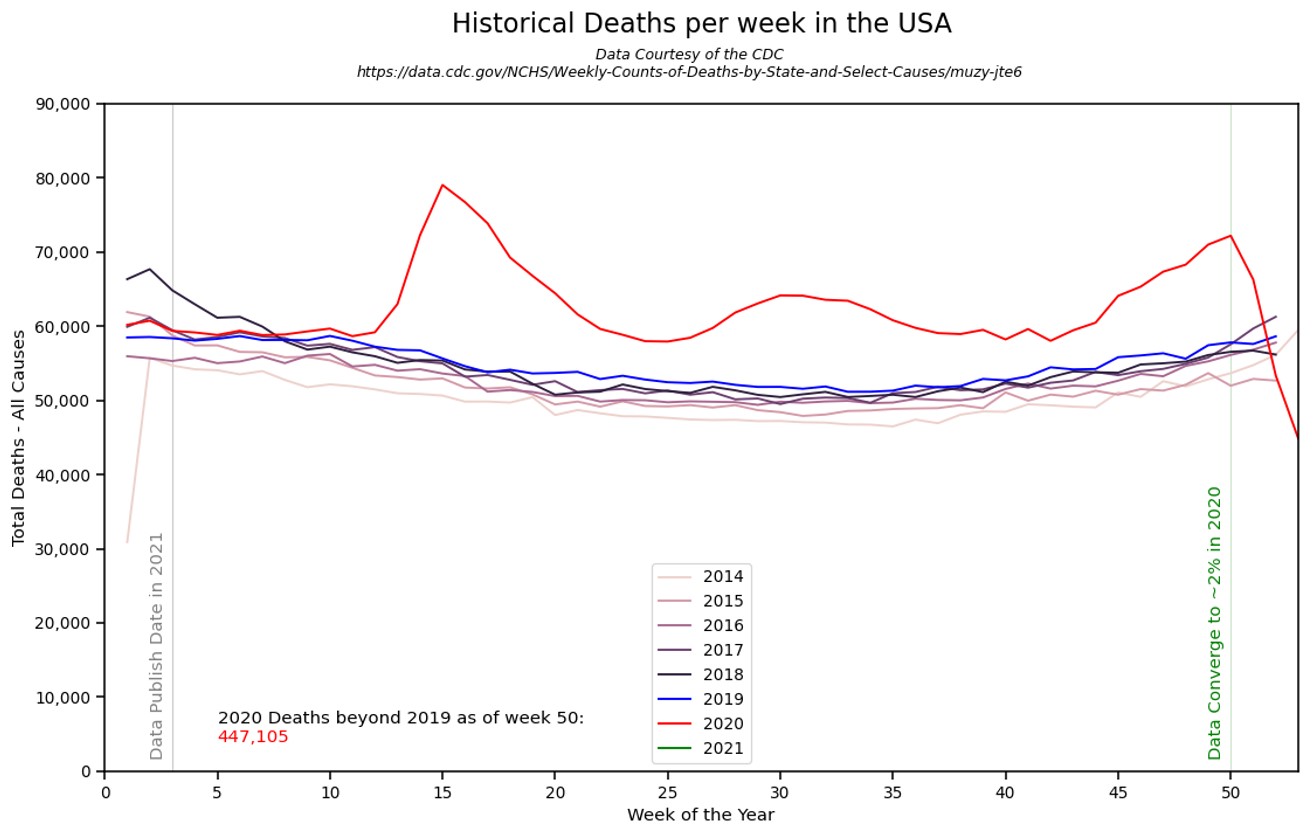 Historical Deaths per week in the USA
Data Courtesy of the CDC
https://data.cdc.gov/NCHS/Weekly-Counts-of-Deaths-by-State-and-Select-Causes/muzy-jte6
Total Deaths - All Causes
90,000
80,000
70,000
60,000
50,000
40,000
30,000
20,000
10,000
0
Data Publish Date in 2021
2020 Deaths beyond 2019 as of week 50:
447,105
2014
2015
2016
2017
2018
2019
2020
2021
Data Converge to ~2% in 2020
0 5 10 15 20 25 30 35 40 45 50
Week of the Year